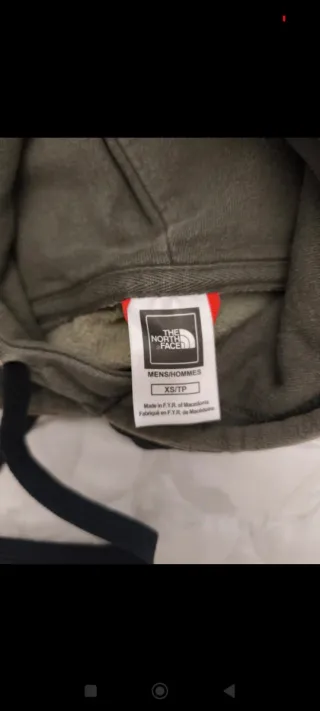 THE
NORTH
FACE
MENS/HOMMES
XS/TP
Made in F.Y.R. of Macedonia
Fabriqué en F.Y.R. de Macédoine